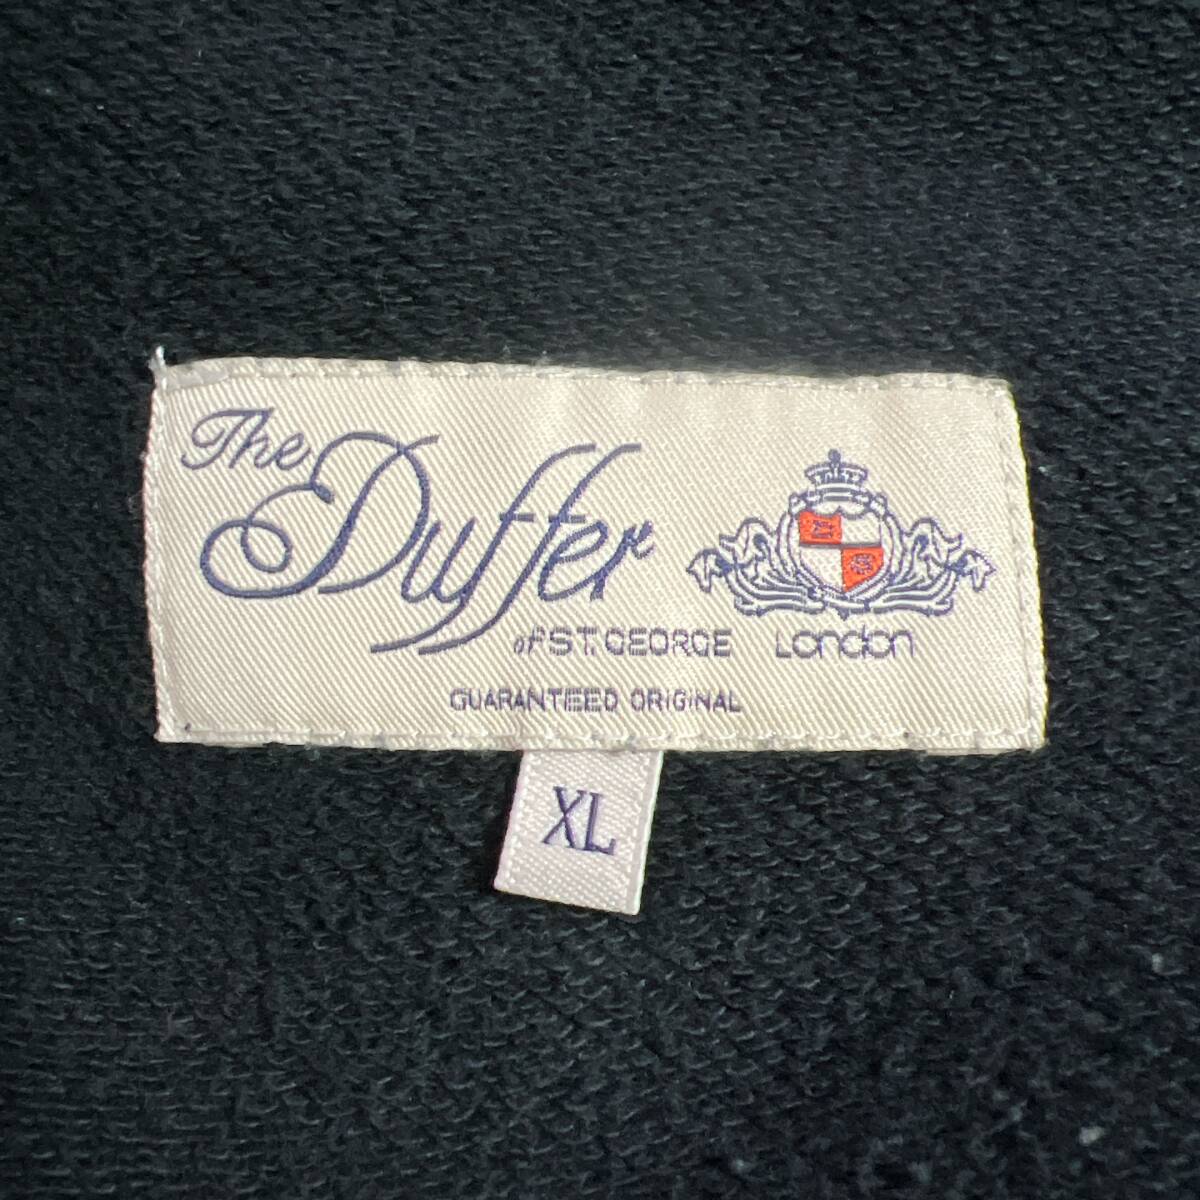 The Duffer
of ST. GEORGE London
GUARANTEED ORIGINAL
XL